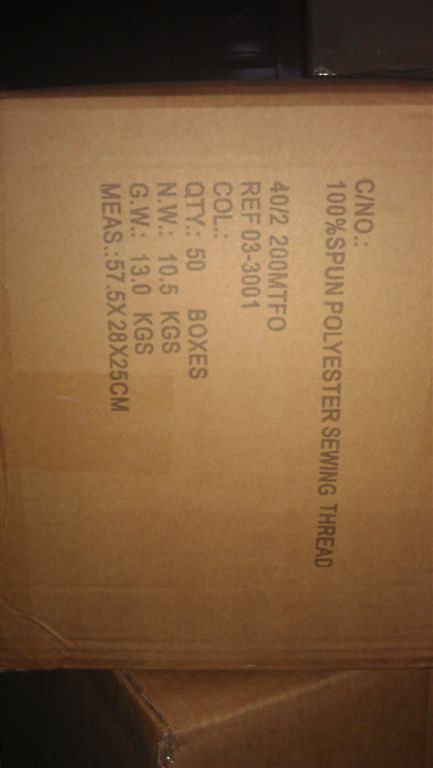 C/NO.:
100%SPUN POLYESTER SEWING THREAD
40/2 200MTFO
REF 03-3001
COL.:
QTY.: 50 BOXES
N.W.: 10.5 KGS
G.W.: 13.0 KGS
MEAS.:57.5X28X25CM